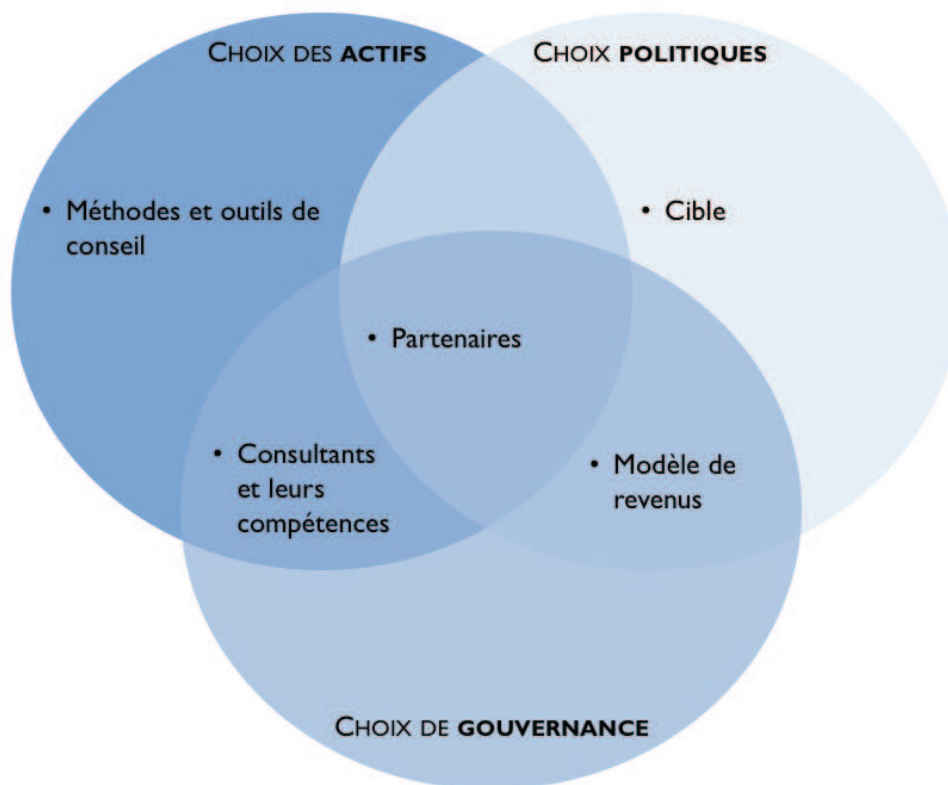 CHOIX DES ACTIFS
CHOIX POLITIQUES
• Méthodes et outils de
conseil
• Cible
• Partenaires
• Consultants
et leurs
compétences
• Modèle de
revenus
CHOIX DE GOUVERNANCE